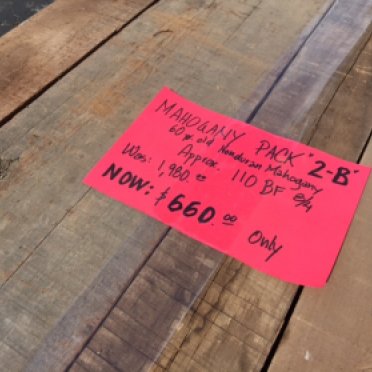 MAHOGAMY PACK "2-B"
60 yr. old Honduran Mahogany
Approx. 110 BF 8/4
Was: 1,980.00
NOW: $660.00
Only